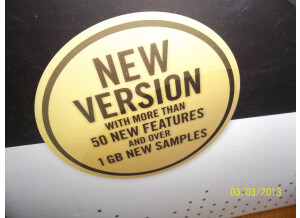 NEW
VERSION
WITH MORE THAN
50 NEW FEATURES
AND OVER
1 GB NEW SAMPLES
03/03/2013